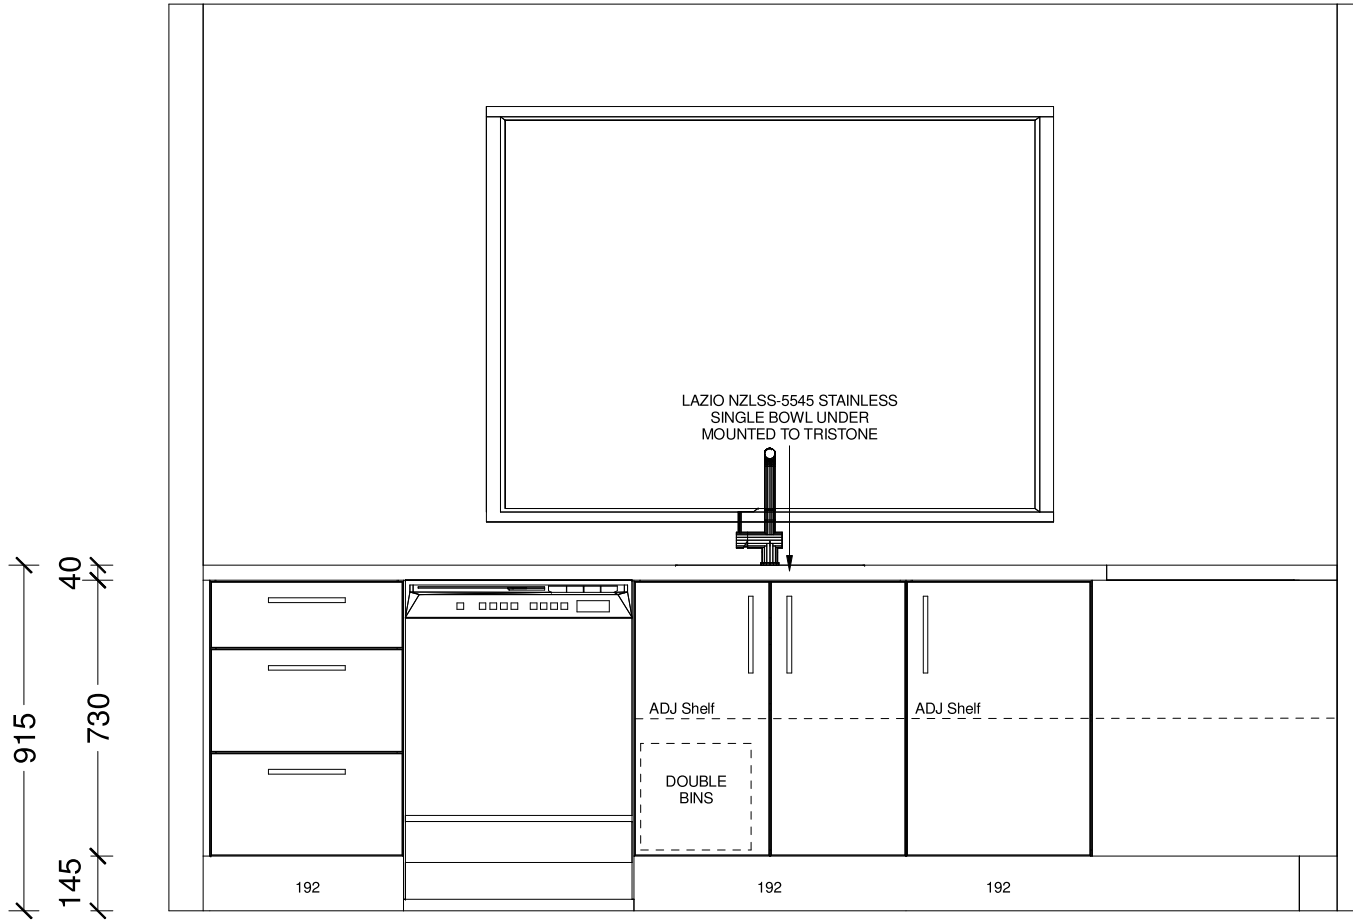 LAZIO NZLSS-5545 STAINLESS
SINGLE BOWL UNDER
MOUNTED TO TRISTONE
40
915
730
145
ADJ Shelf
ADJ Shelf
DOUBLE
BINS
192
192
192